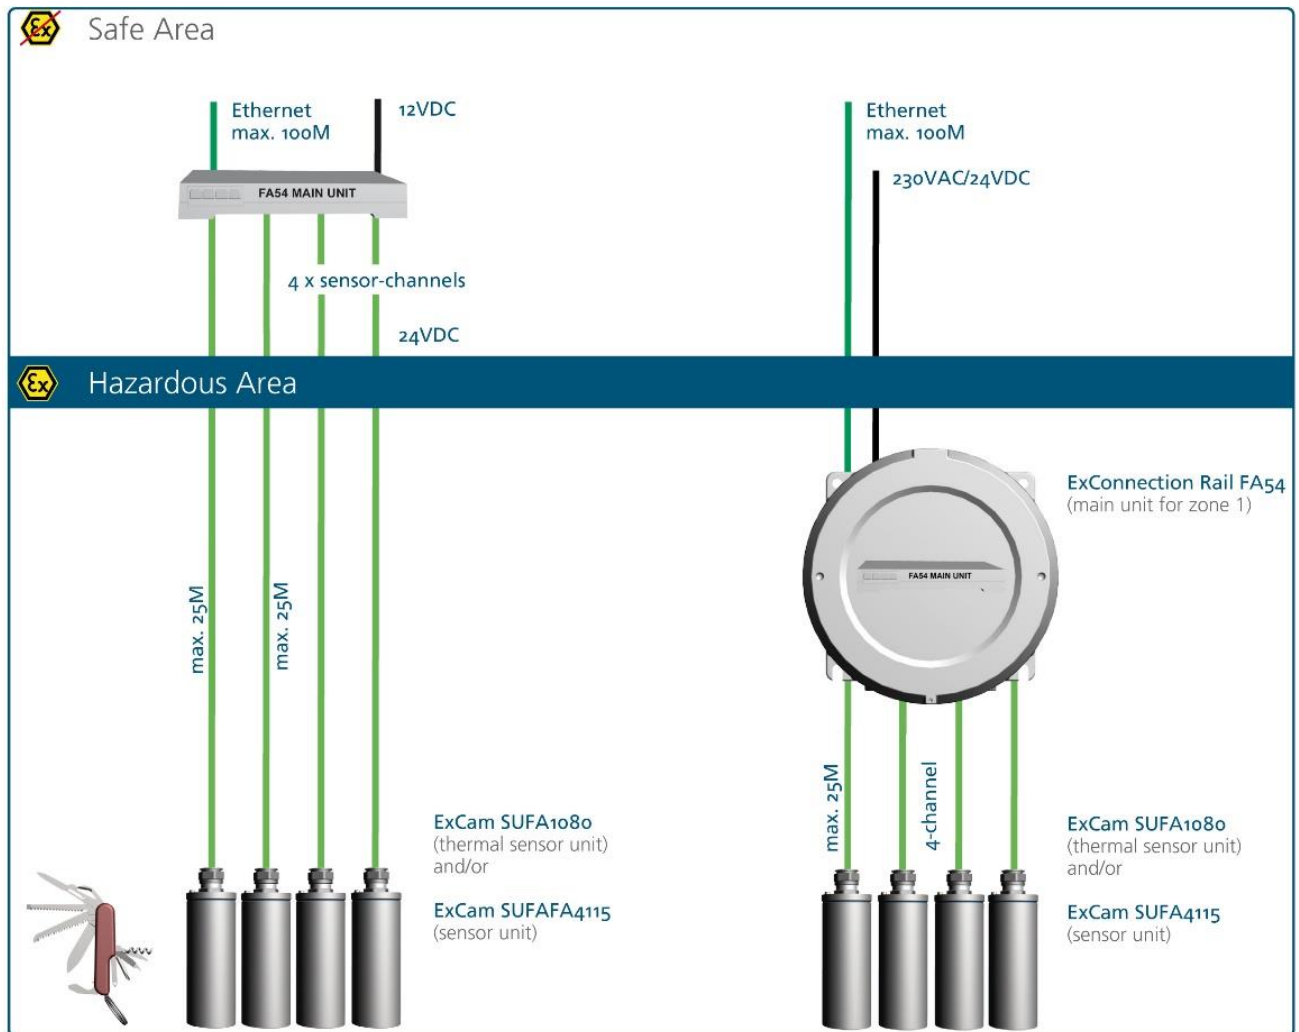 Ex Safe Area
Ethernet
max. 100M
12VDC
FA54 MAIN UNIT
4 x sensor-channels
24VDC
Ethernet
max. 100M
230VAC/24VDC
Ex Hazardous Area
max. 25M
max. 25M
ExCam SUFA1080
(thermal sensor unit)
and/or
ExCam SUFAFA4115
(sensor unit)
ExConnection Rail FA54
(main unit for zone 1)
FA54 MAIN UNIT
max. 25M
4-channel
ExCam SUFA1080
(thermal sensor unit)
and/or
ExCam SUFA4115
(sensor unit)